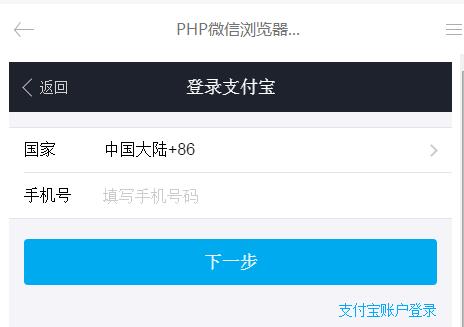 PHP微信浏览器...
返回 登录支付宝
国家 中国大陆+86
手机号 填写手机号码
下一步
支付宝账户登录